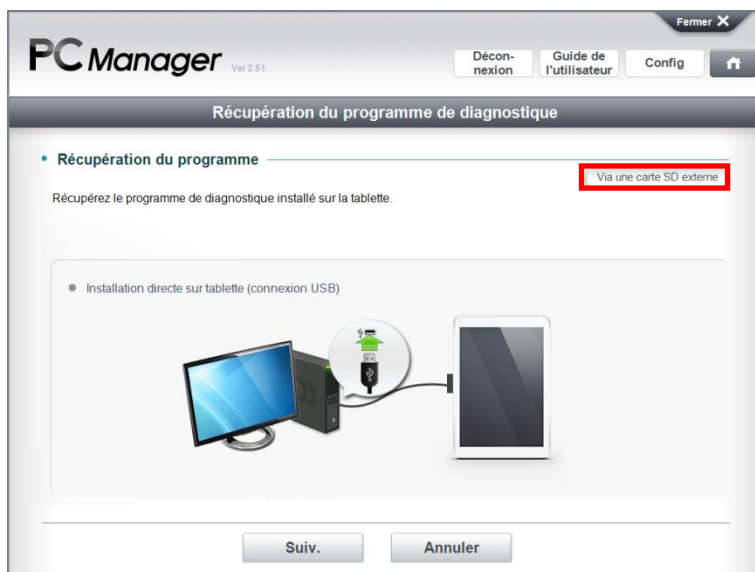 Fermer X
PC Manager Ver 2.51
Décon-
nexion
Guide de
l'utilisateur
Config
Récupération du programme de diagnostique
• Récupération du programme
Via une carte SD externe
Récupérez le programme de diagnostique installé sur la tablette.
Installation directe sur tablette (connexion USB)
Suiv.
Annuler